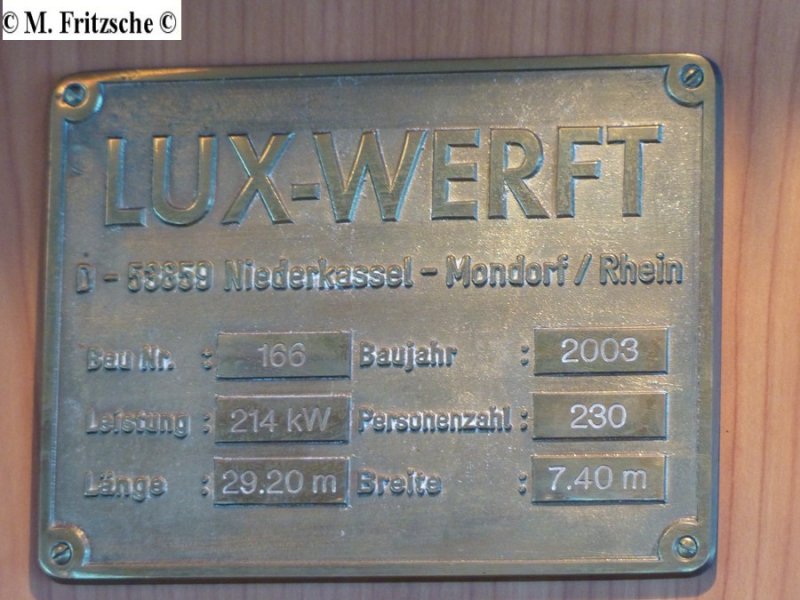 © M. Fritzsche ©
LUX-WERFT
D - 53859 Niederkassel - Mondorf / Rhein
Bau Nr. : 166 Baujahr : 2003
Leistung : 214 kW Personenzahl : 230
Länge : 29.20 m Breite : 7.40 m